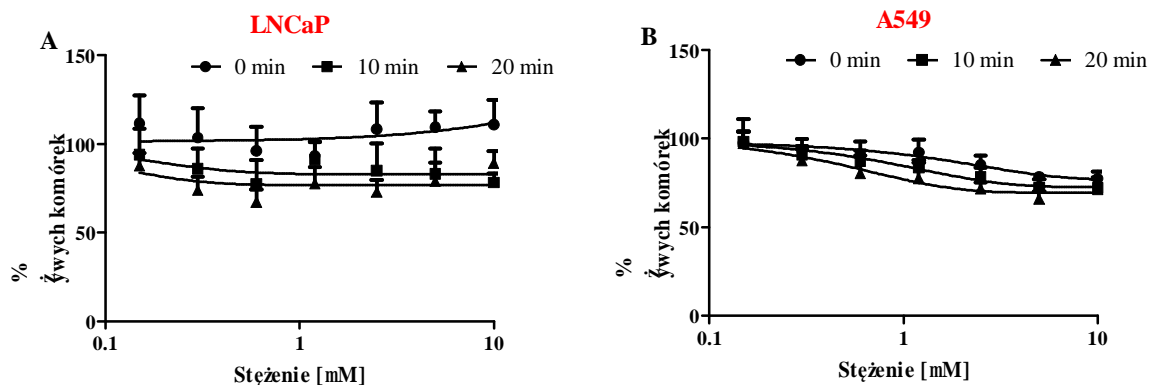 LNCaP
A
0 min 10 min 20 min
150
100
50
0
0.1 1 10
% żywych komórek
Stężenie [mM]
A549
B
0 min 10 min 20 min
150
100
50
0
0.1 1 10
% żywych komórek
Stężenie [mM]